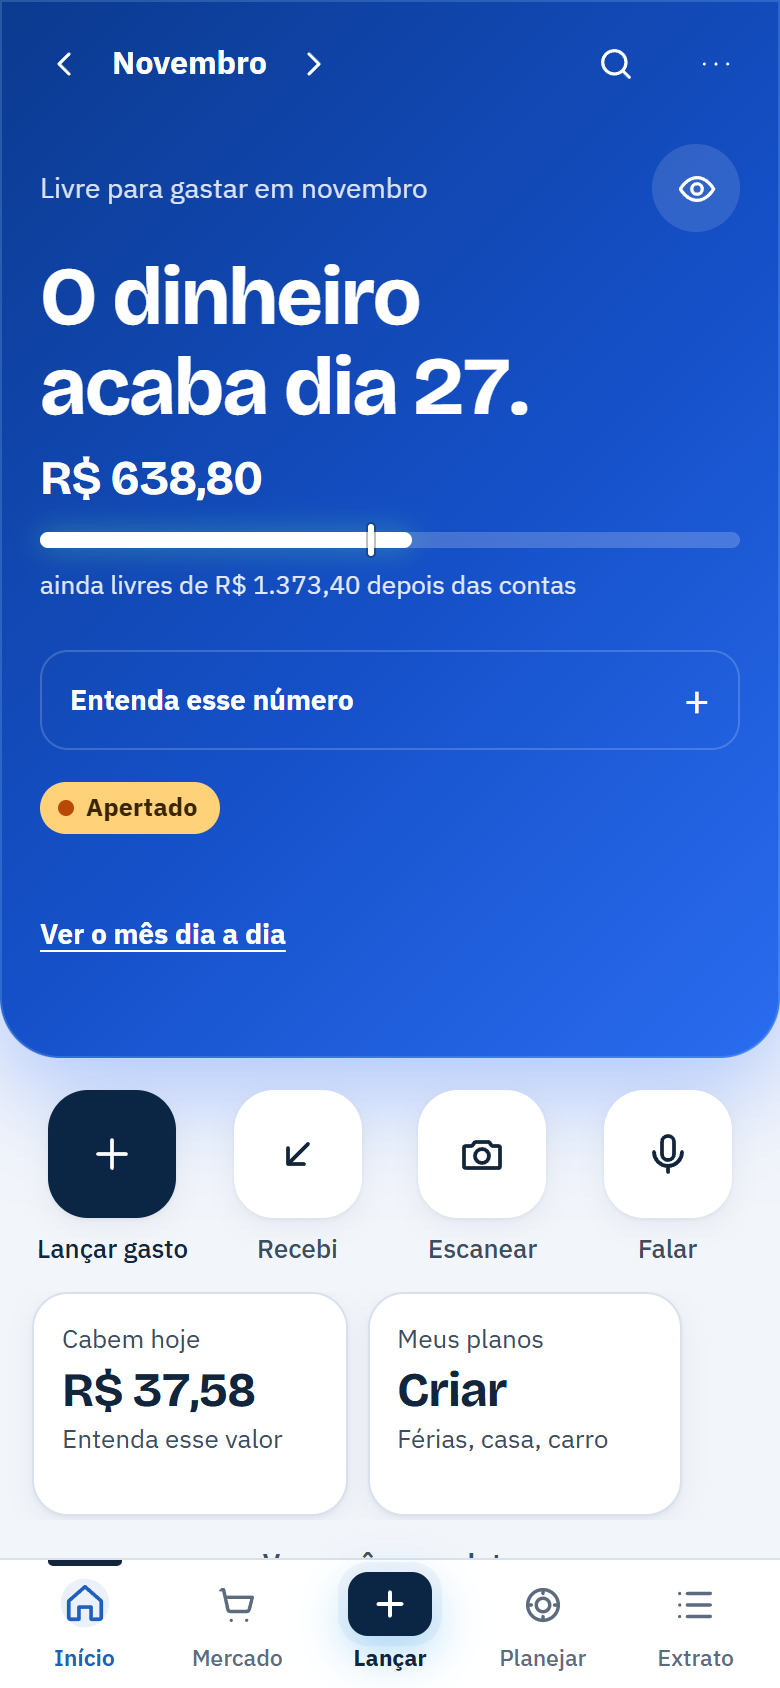 Novembro
Livre para gastar em novembro
O dinheiro
acaba dia 27.
R$ 638,80
ainda livres de R$ 1.373,40 depois das contas
Entenda esse número
Apertado
Ver o mês dia a dia
Lançar gasto
Recebi
Escanear
Falar
Cabem hoje
R$ 37,58
Entenda esse valor
Meus planos
Criar
Férias, casa, carro
Início
Mercado
Lançar
Planejar
Extrato